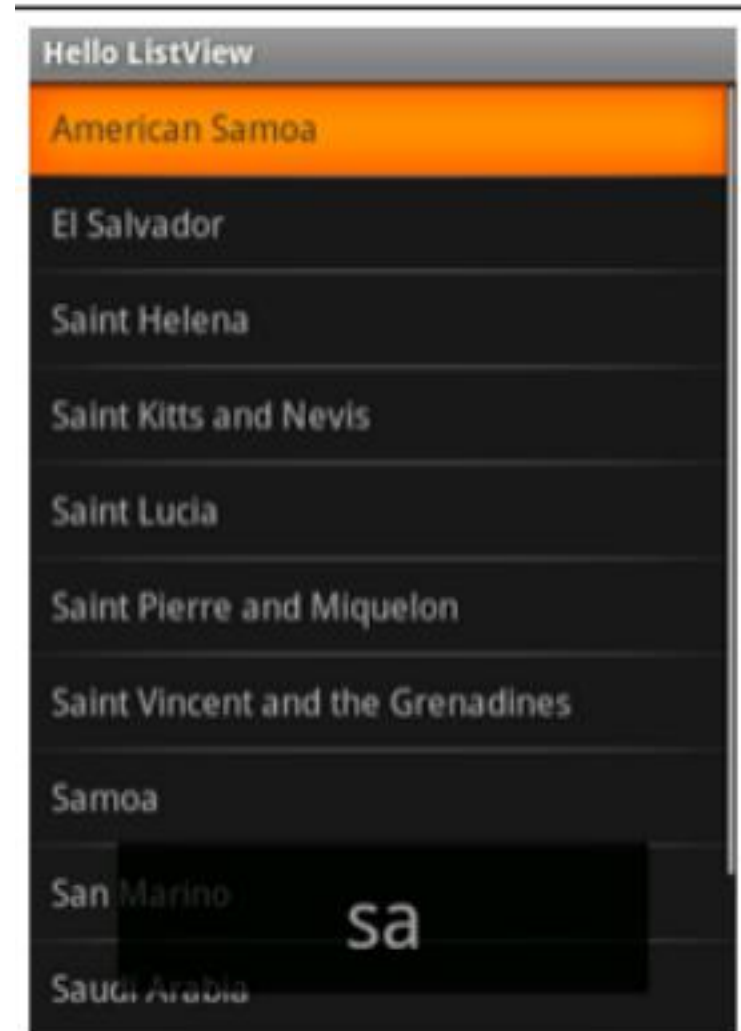 Hello ListView
American Samoa
El Salvador
Saint Helena
Saint Kitts and Nevis
Saint Lucia
Saint Pierre and Miquelon
Saint Vincent and the Grenadines
Samoa
San Marino
sa
Saudi Arabia